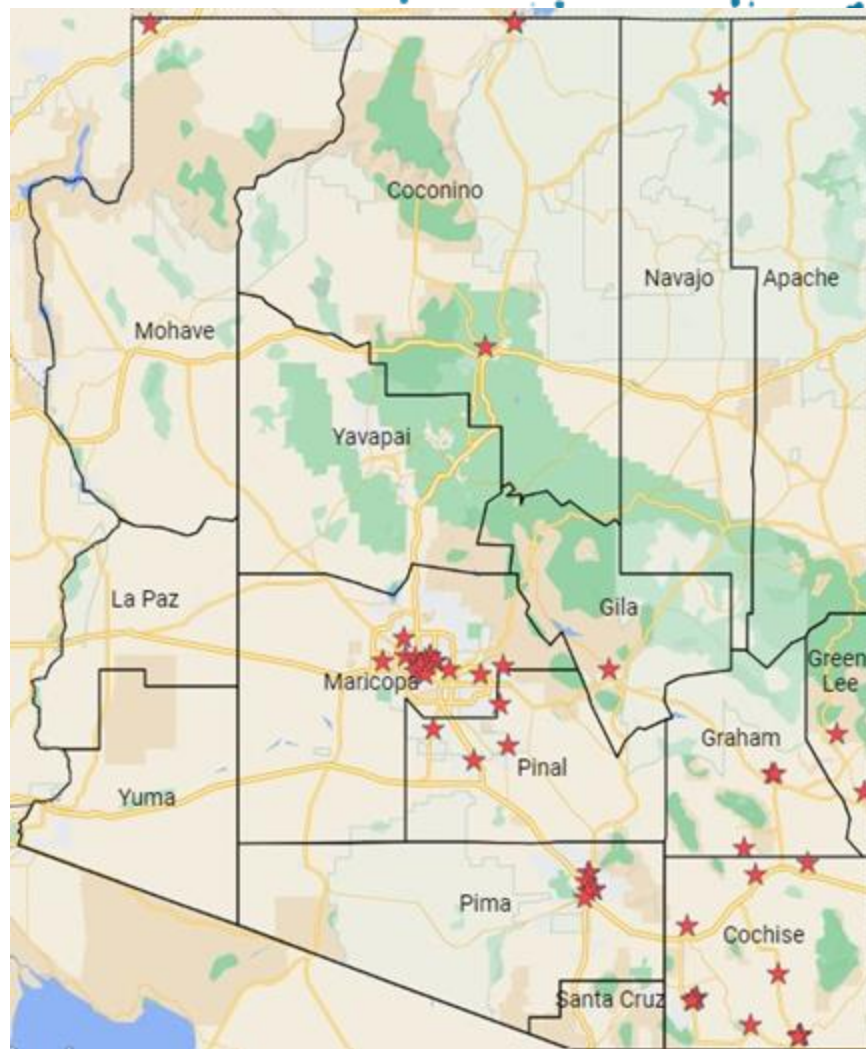 Coconino
Navajo
Apache
Mohave
Yavapai
La Paz
Gila
Green
Lee
Maricopa
Graham
Pinal
Yuma
Pima
Cochise
Santa Cruz